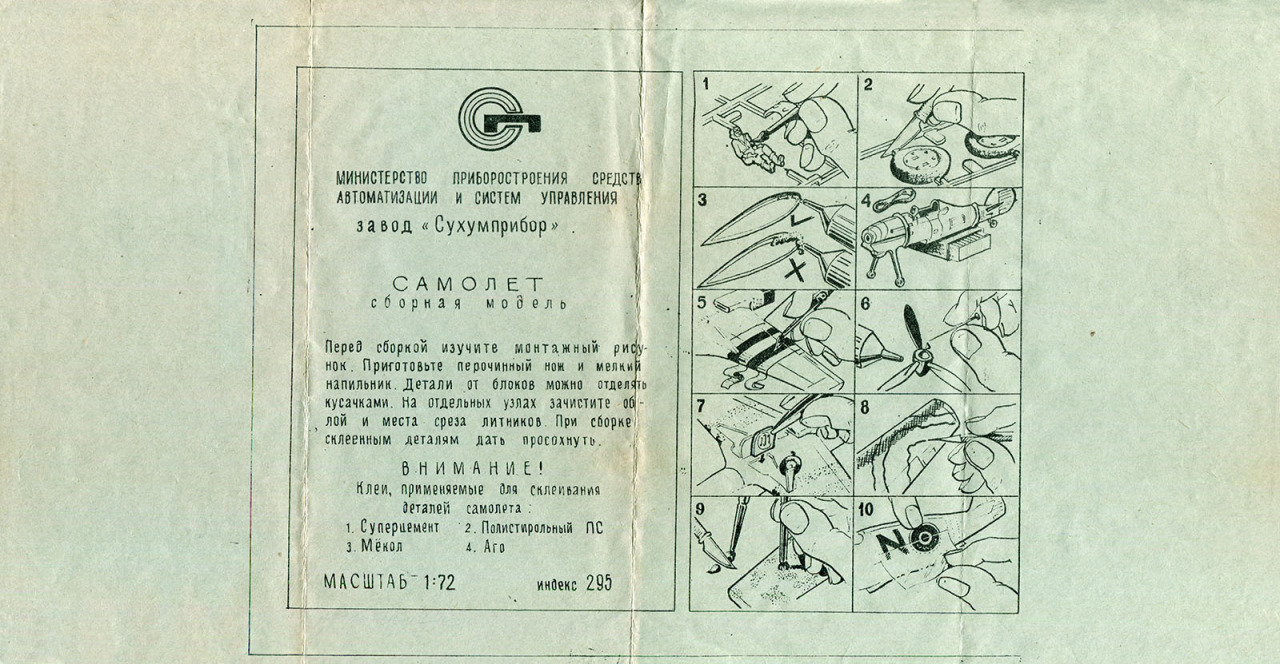 МИНИСТЕРСТВО ПРИБОРОСТРОЕНИЯ СРЕДСТВ
АВТОМАТИЗАЦИИ И СИСТЕМ УПРАВЛЕНИЯ
завод «Сухумприбор».
САМОЛЕТ
сборная модель
Перед сборкой изучите монтажный рису-
нок. Приготовьте перочинный нож и мелкий
напильник. Детали от блоков можно отделять
кусачками. На отдельных узлах зачистите об-
лой и места среза литников. При сборке
склеенным деталям дать просохнуть.
ВНИМАНИЕ!
Клеи, применяемые для склеивания
деталей самолета:
1. Суперцемент 2. Полистирольный ПС
3. Мёкол 4. Аго
МАСШТАБ 1:72 индекс 295
1 2
3 4
5 6
7 8
9 10
NO